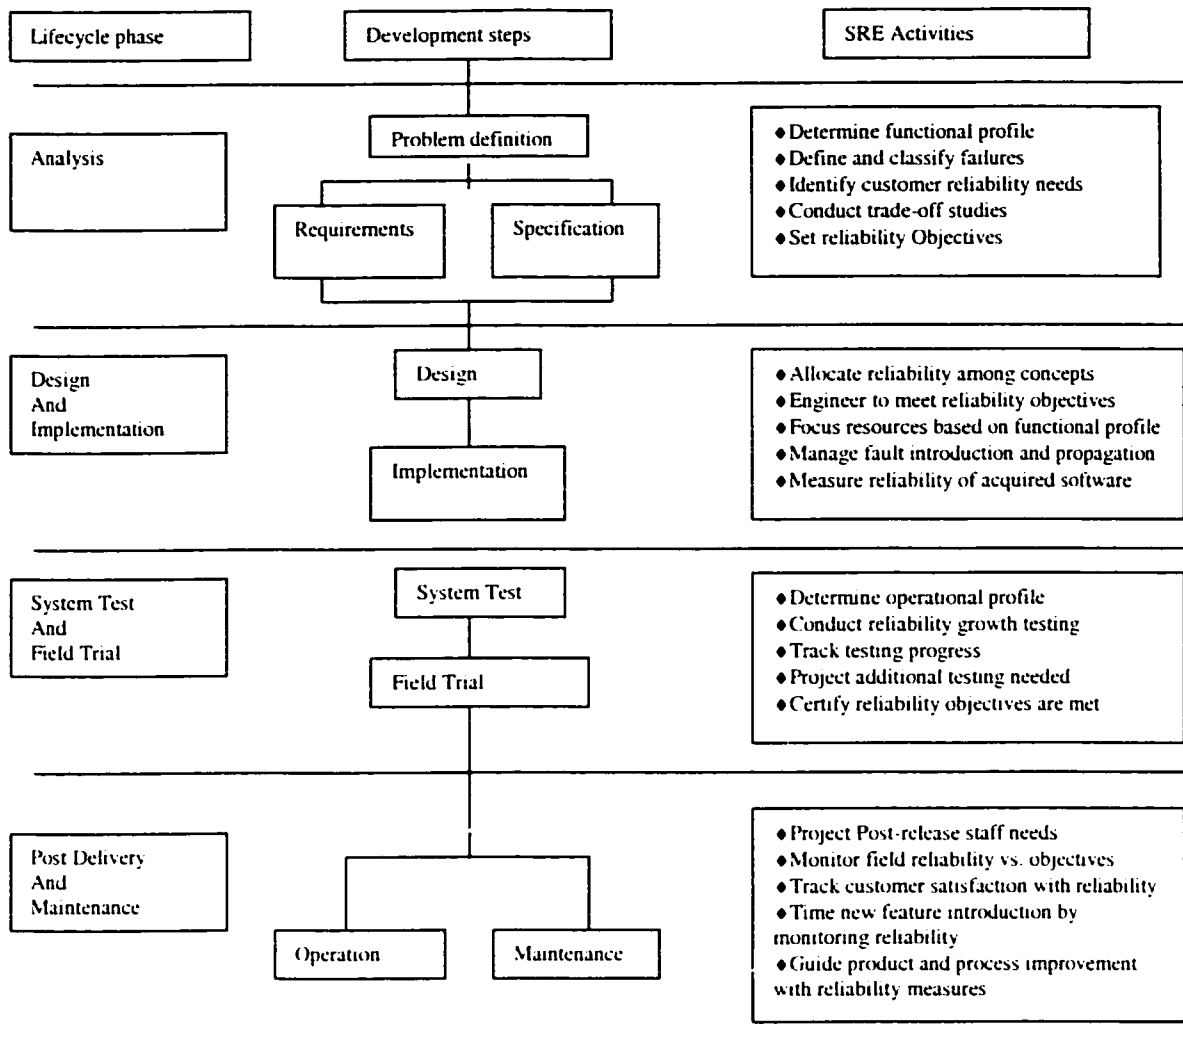 Lifecycle phase
Development steps
SRE Activities
Analysis
Problem definition
Requirements
Specification
♦ Determine functional profile
♦ Define and classify failures
♦ Identify customer reliability needs
♦ Conduct trade-off studies
♦ Set reliability Objectives
Design
And
Implementation
Design
Implementation
♦ Allocate reliability among concepts
♦ Engineer to meet reliability objectives
♦ Focus resources based on functional profile
♦ Manage fault introduction and propagation
♦ Measure reliability of acquired software
System Test
And
Field Trial
System Test
Field Trial
♦ Determine operational profile
♦ Conduct reliability growth testing
♦ Track testing progress
♦ Project additional testing needed
♦ Certify reliability objectives are met
Post Delivery
And
Maintenance
Operation
Maintenance
♦ Project Post-release staff needs
♦ Monitor field reliability vs. objectives
♦ Track customer satisfaction with reliability
♦ Time new feature introduction by
monitoring reliability
♦ Guide product and process improvement
with reliability measures